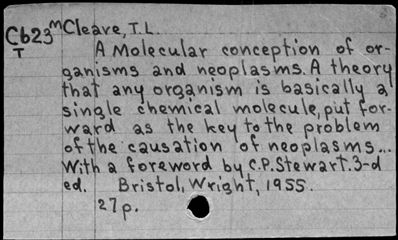 Cb23 McCleave, T.L.
T
A Molecular conception of or-
ganisms and neoplasms. A theory
that any organism is basically a
single chemical molecule, put for-
ward as the key to the problem
of the causation of neoplasms...
With a foreword by C.P. Stewart. 3-d
ed. Bristol, Wright, 1955.
27p.